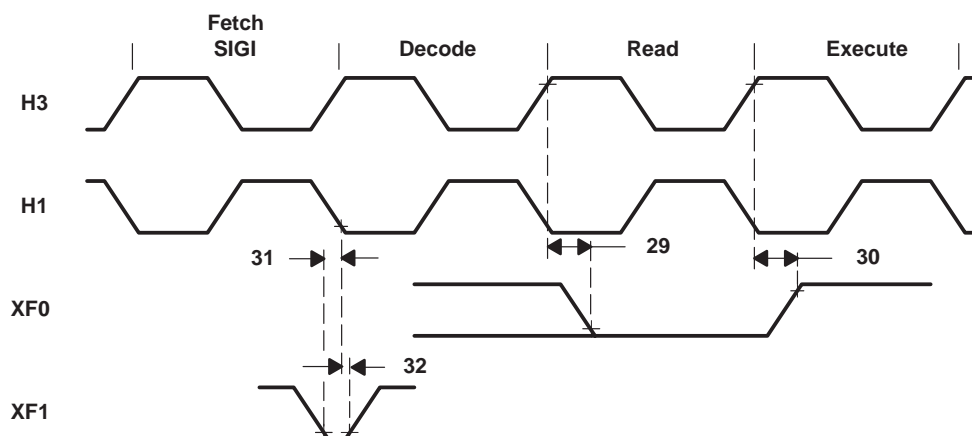 Fetch
SIGI
Decode
Read
Execute
H3
H1
31
29
30
XF0
32
XF1